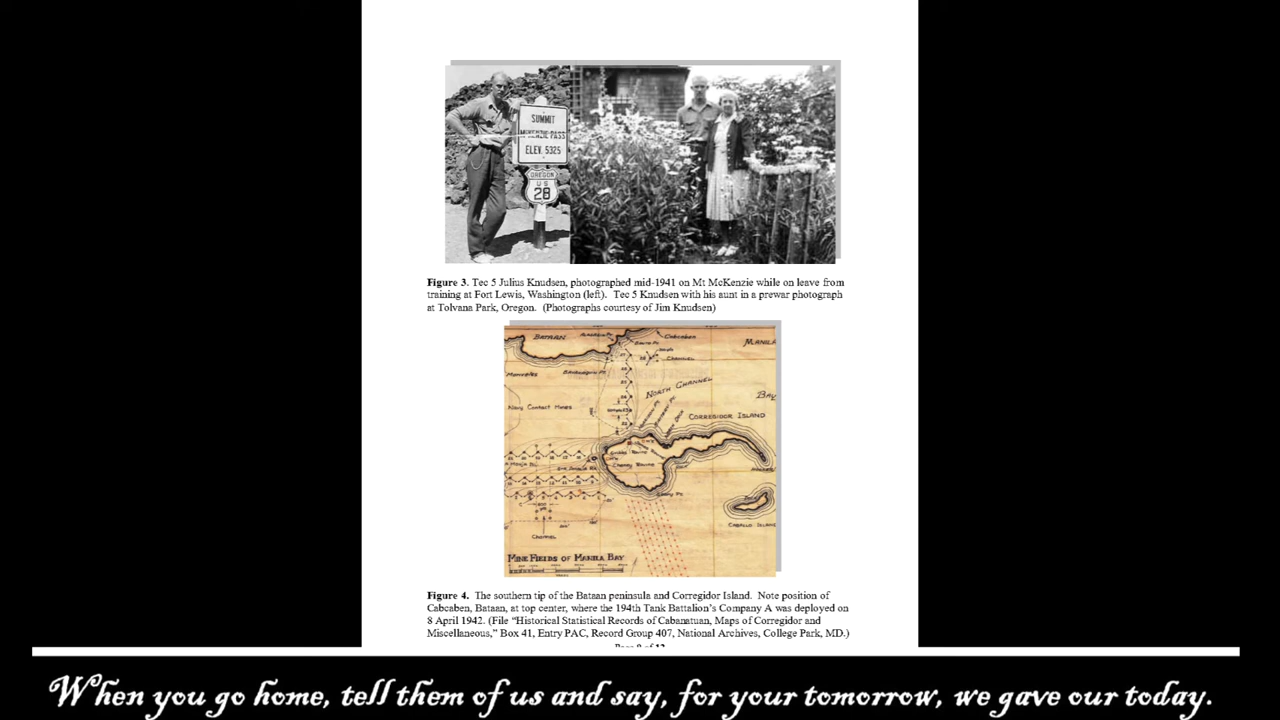 SUMMIT
McKENZIE PASS
ELEV. 5325
OREGON
U S
28
Figure 3. Tec 5 Julius Knudsen, photographed mid-1941 on Mt McKenzie while on leave from
training at Fort Lewis, Washington (left). Tec 5 Knudsen with his aunt in a prewar photograph
at Tolvana Park, Oregon. (Photographs courtesy of Jim Knudsen)
BATAAN
Cabcaben
MANILA
Channel
NORTH CHANNEL
BAY
Navy Contact Mines
CORREGIDOR ISLAND
Cheney Ravine
CABALLO ISLAND
Channel
MINE FIELDS OF MANILA BAY
Figure 4. The southern tip of the Bataan peninsula and Corregidor Island. Note position of
Cabcaben, Bataan, at top center, where the 194th Tank Battalion's Company A was deployed on
8 April 1942. (File "Historical Statistical Records of Cabanatuan, Maps of Corregidor and
Miscellaneous," Box 41, Entry PAC, Record Group 407, National Archives, College Park, MD.)
When you go home, tell them of us and say, for your tomorrow, we gave our today.